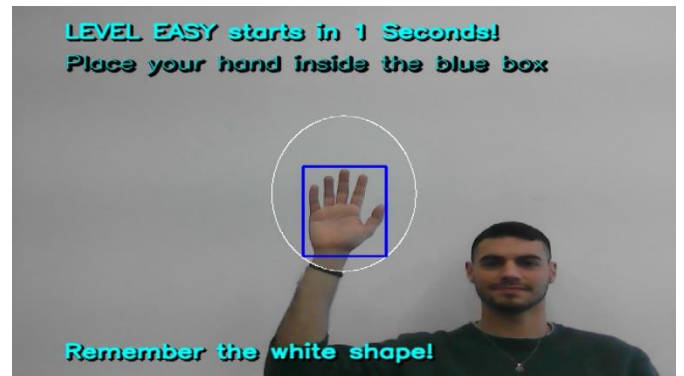 LEVEL EASY starts in 1 Seconds!
Place your hand inside the blue box
Remember the white shape!